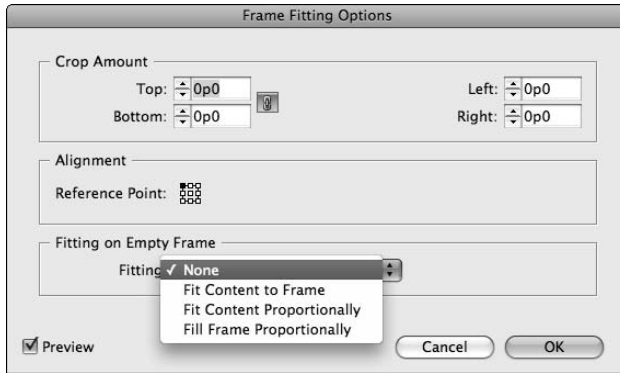 Frame Fitting Options
Crop Amount
Top: 0p0
Left: 0p0
Bottom: 0p0
Right: 0p0
Alignment
Reference Point:
Fitting on Empty Frame
Fitting ✓ None
Fit Content to Frame
Fit Content Proportionally
Fill Frame Proportionally
Preview
Cancel
OK